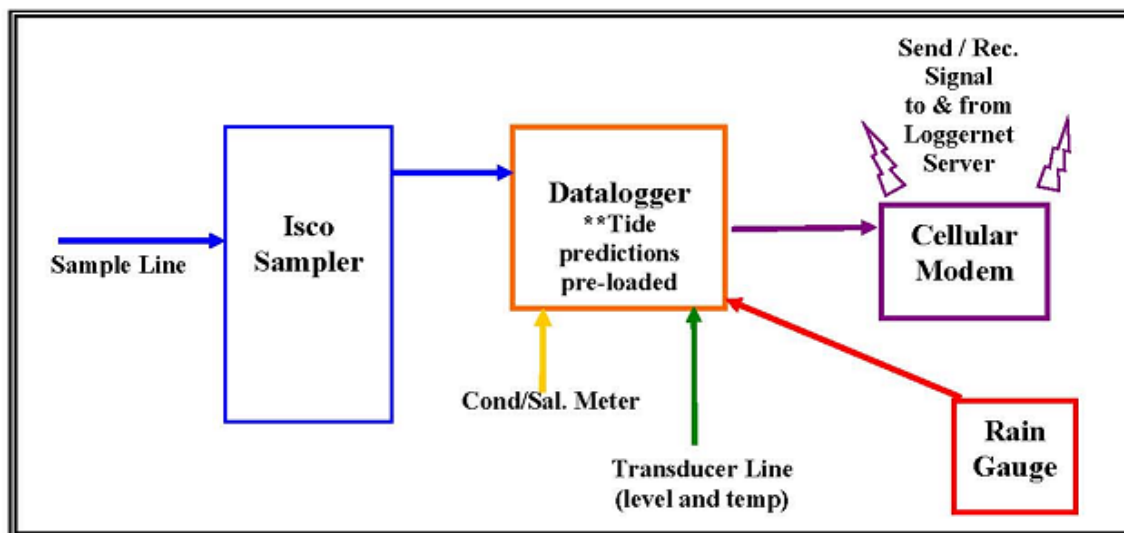 Send / Rec.
Signal
to & from
Loggernet
Server
Isco
Sampler
Sample Line
Datalogger
**Tide
predictions
pre-loaded
Cellular
Modem
Cond/Sal. Meter
Transducer Line
(level and temp)
Rain
Gauge